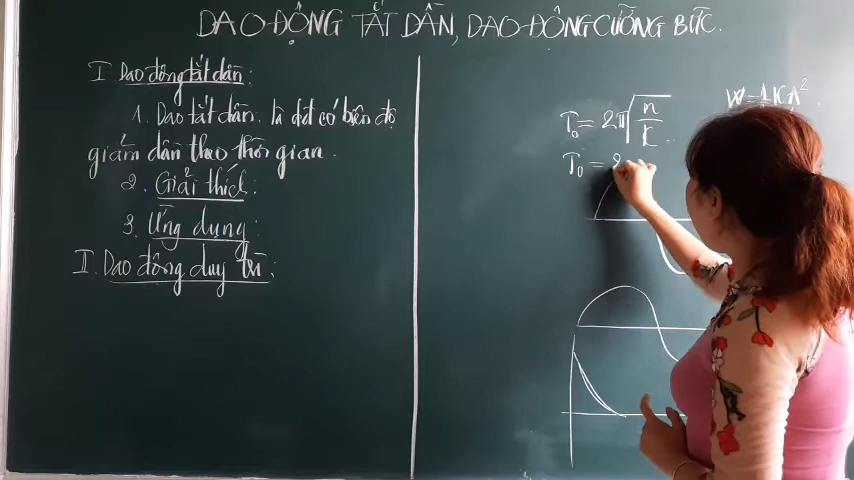 DAO ĐỘNG TẮT DẦN, DAO ĐỘNG CƯỠNG BỨC.
I Dao động tắt dần:
1. Dao tắt dần. là dđ có biên độ
giảm dần theo thời gian.
2. Giải thích:
3. Ứng dụng:
II. Dao động duy trì:
T₀ = 2π√(m/K).
T₀ = 2
W = ½KA².